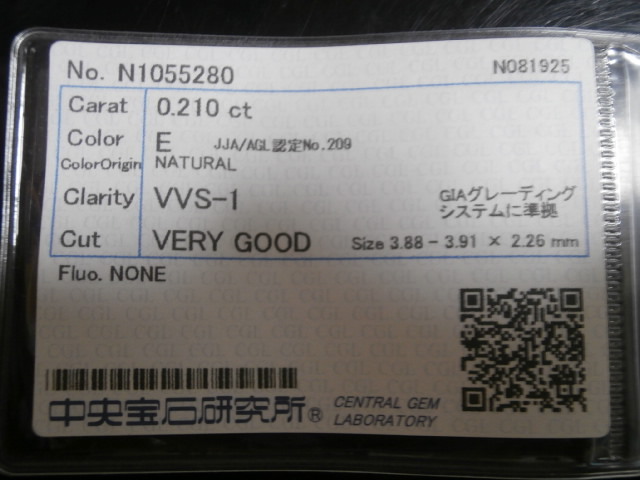 No. N1055280 N081925
Carat 0.210 ct
Color E JJA/AGL認定No.209
ColorOrigin NATURAL
Clarity VVS-1 GIAグレーディング
システムに準拠
Cut VERY GOOD Size 3.88 - 3.91 × 2.26 mm
Fluo. NONE
中央宝石研究所® CENTRAL GEM
LABORATORY